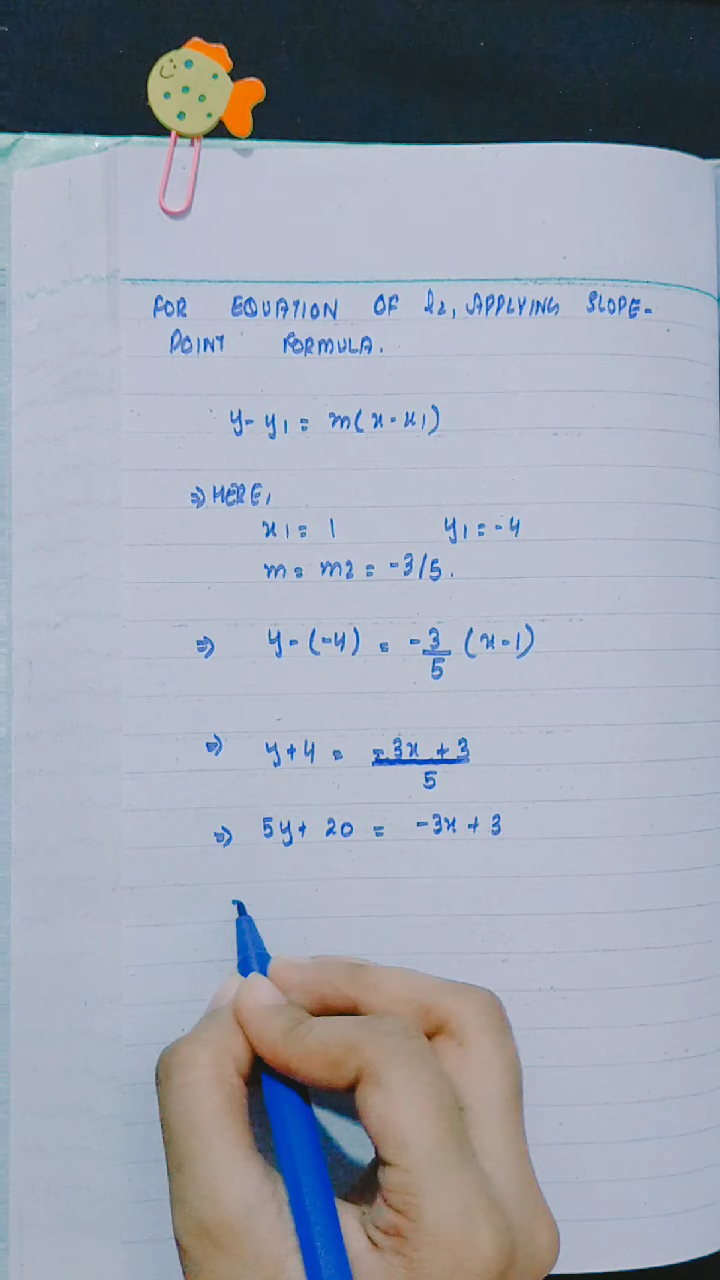 FOR EQUATION OF l2, APPLYING SLOPE-
POINT FORMULA.
y - y1 = m(x - x1)
⇒ HERE,
x1 = 1 y1 = -4
m = m2 = -3/5.
⇒ y - (-4) = -3/5 (x - 1)
⇒ y + 4 = -3x + 3 / 5
⇒ 5y + 20 = -3x + 3